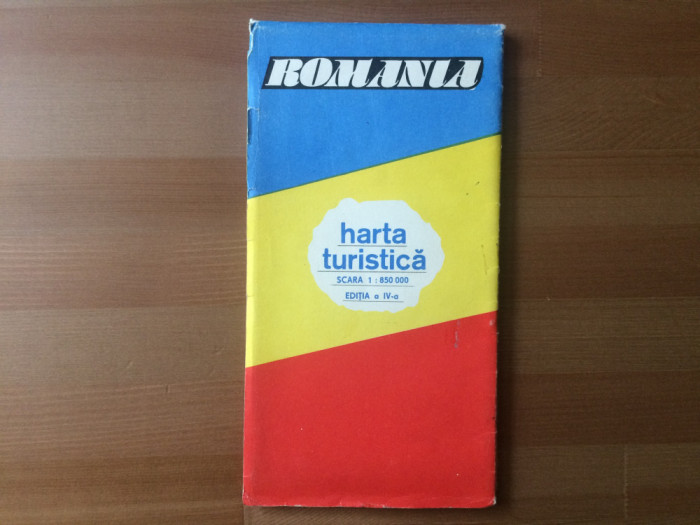 ROMANIA
harta
turistică
SCARA 1 : 850 000
EDIȚIA a IV-a